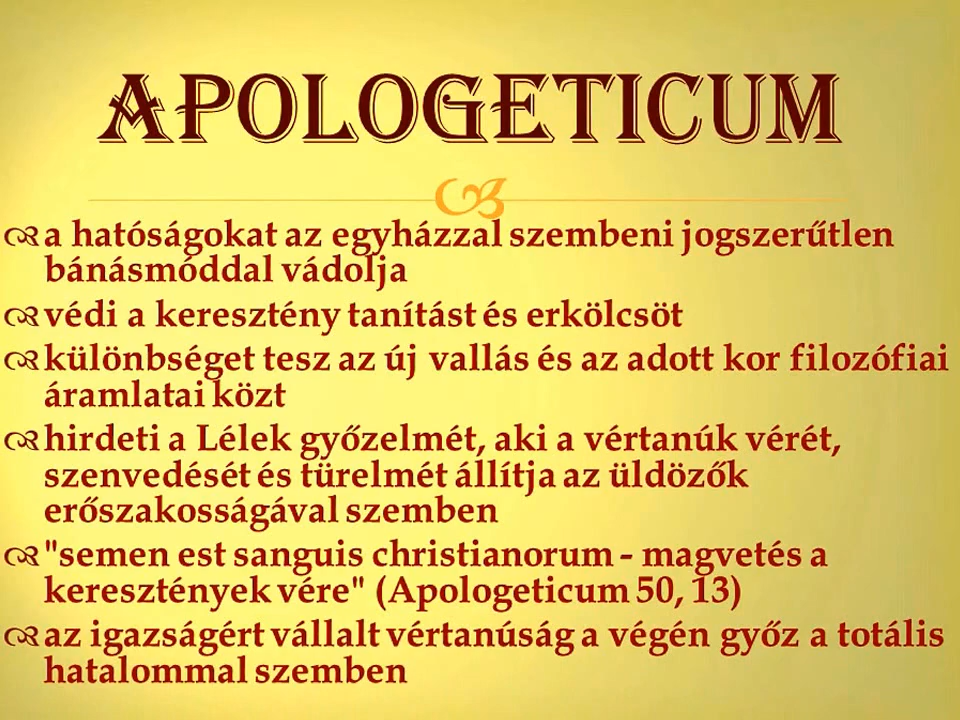 APOLOGETICUM
a hatóságokat az egyházzal szembeni jogszerűtlen
bánásmóddal vádolja
védi a keresztény tanítást és erkölcsöt
különbséget tesz az új vallás és az adott kor filozófiai
áramlatai közt
hirdeti a Lélek győzelmét, aki a vértanúk vérét,
szenvedését és türelmét állítja az üldözők
erőszakosságával szemben
"semen est sanguis christianorum - magvetés a
keresztények vére" (Apologeticum 50, 13)
az igazságért vállalt vértanúság a végén győz a totális
hatalommal szemben